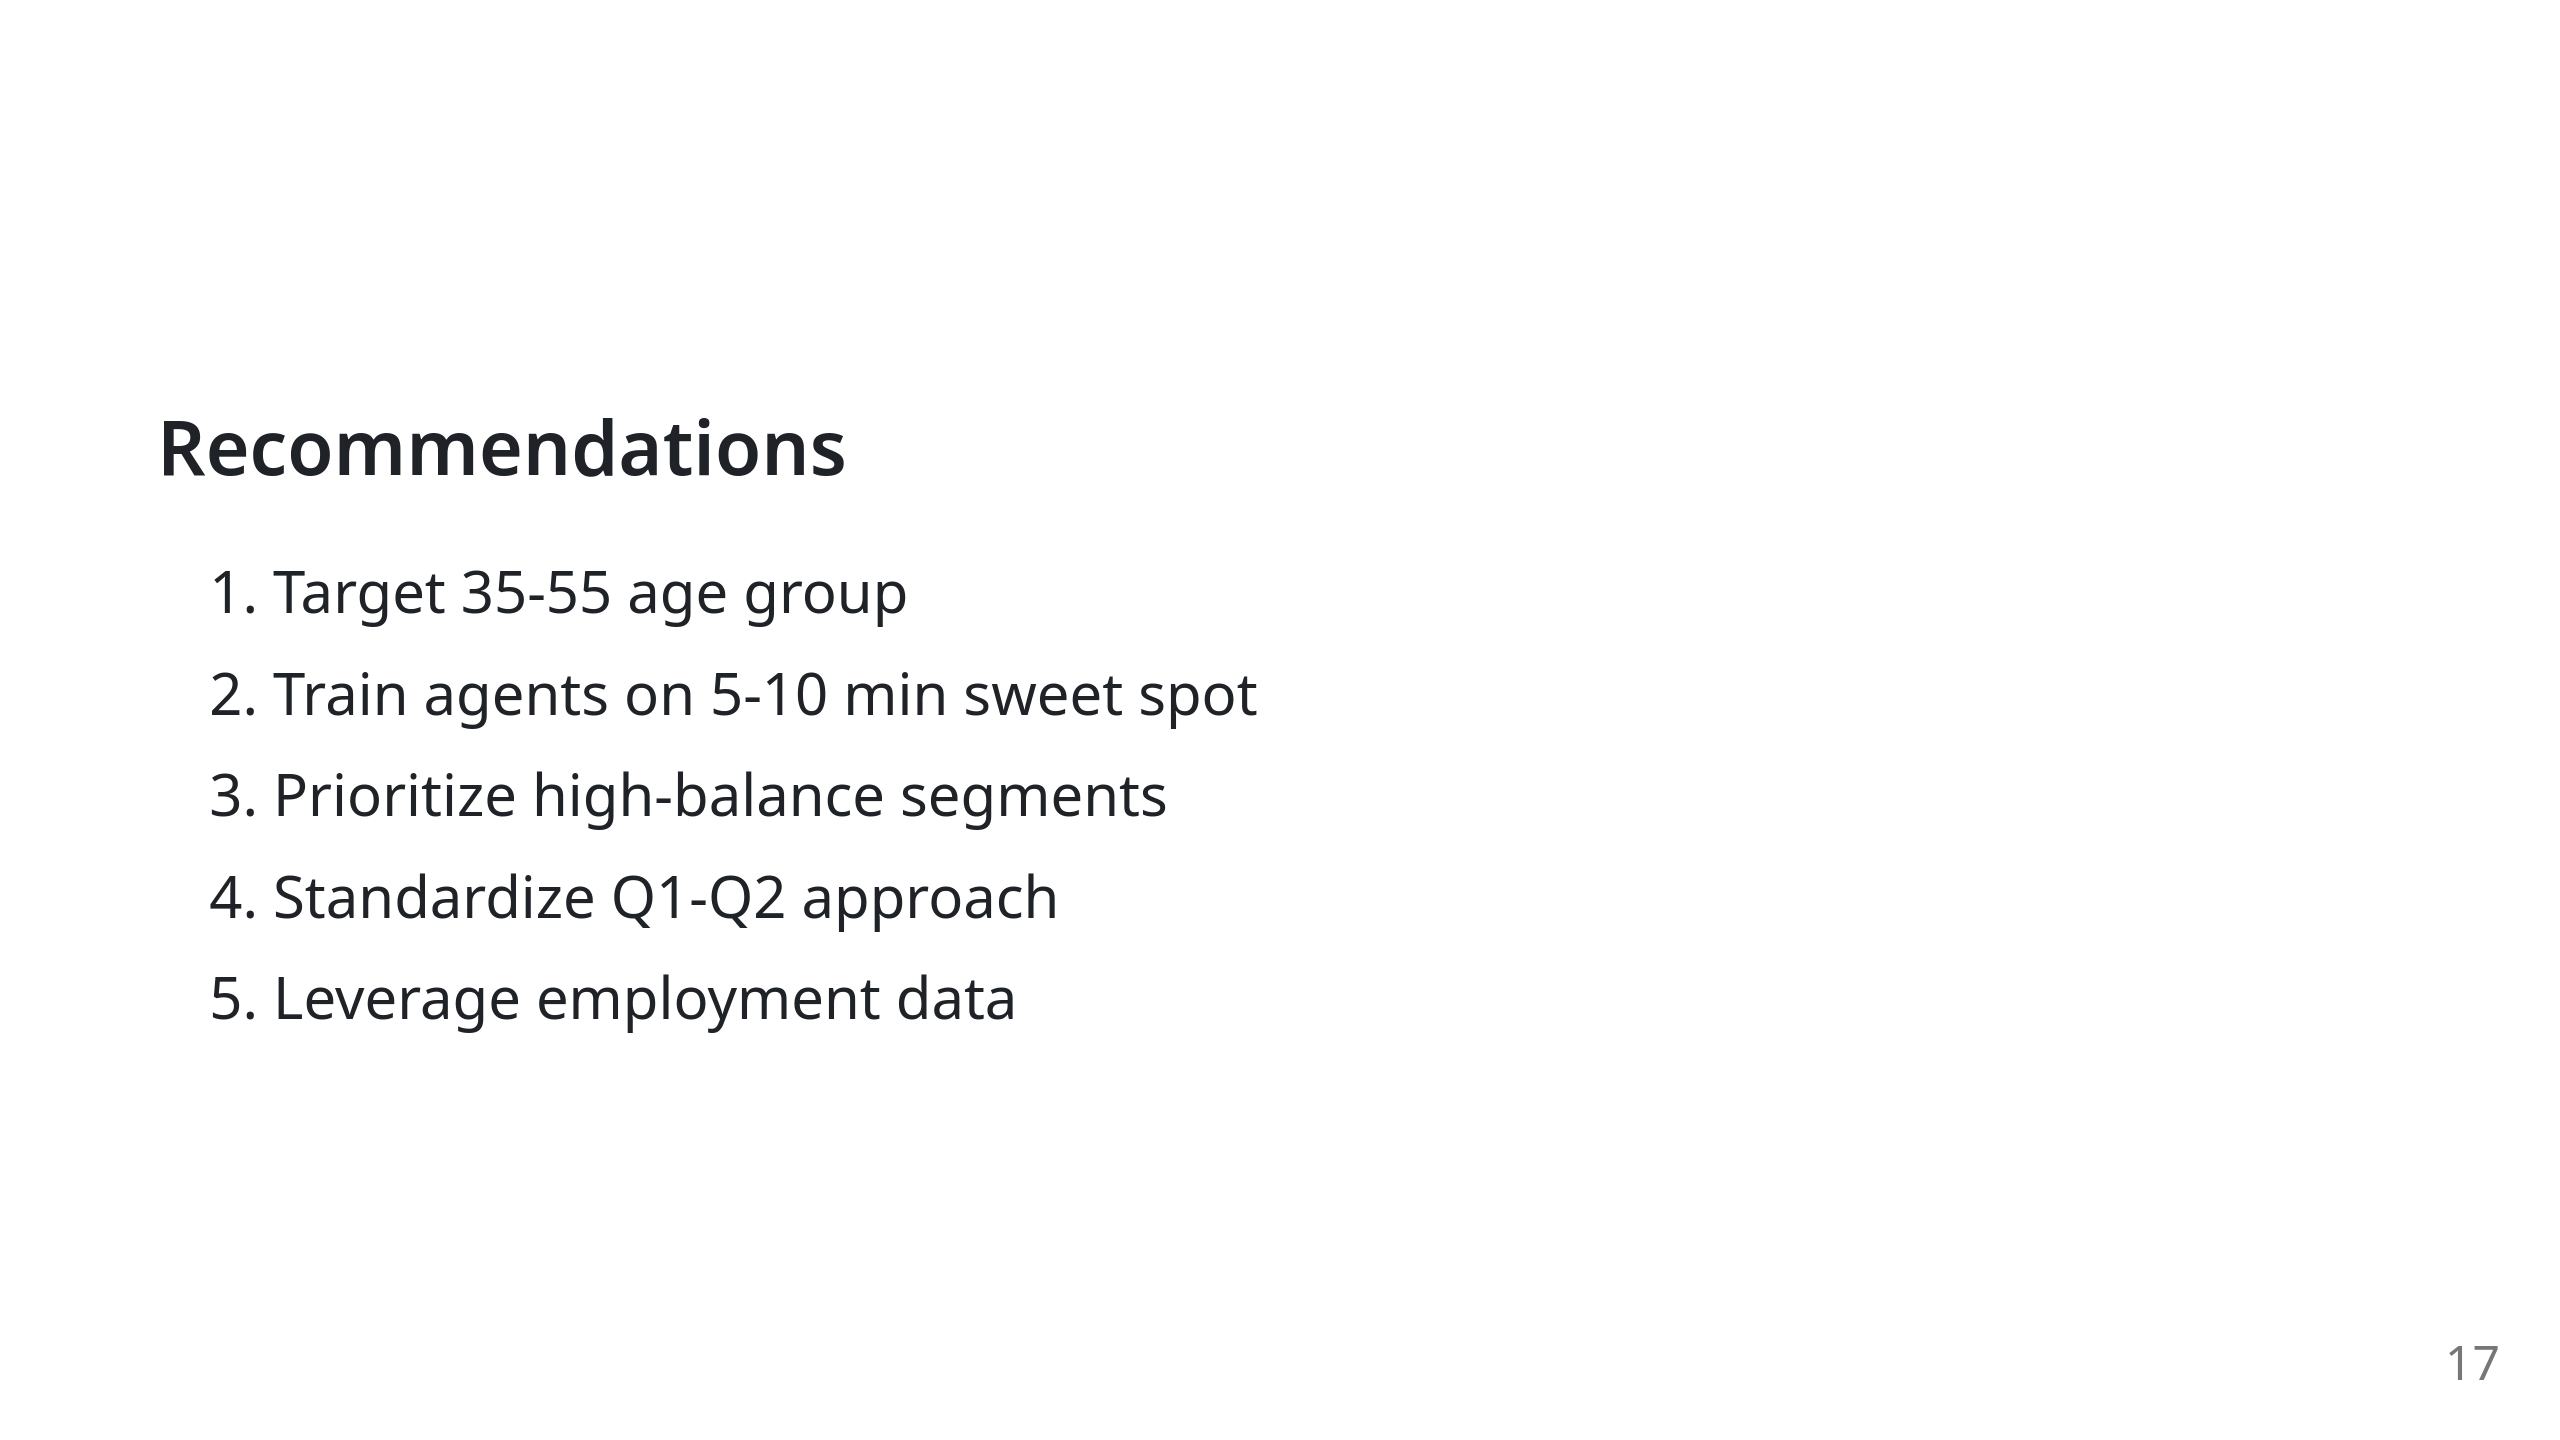 Recommendations
1. Target 35-55 age group
2. Train agents on 5-10 min sweet spot
3. Prioritize high-balance segments
4. Standardize Q1-Q2 approach
5. Leverage employment data
17